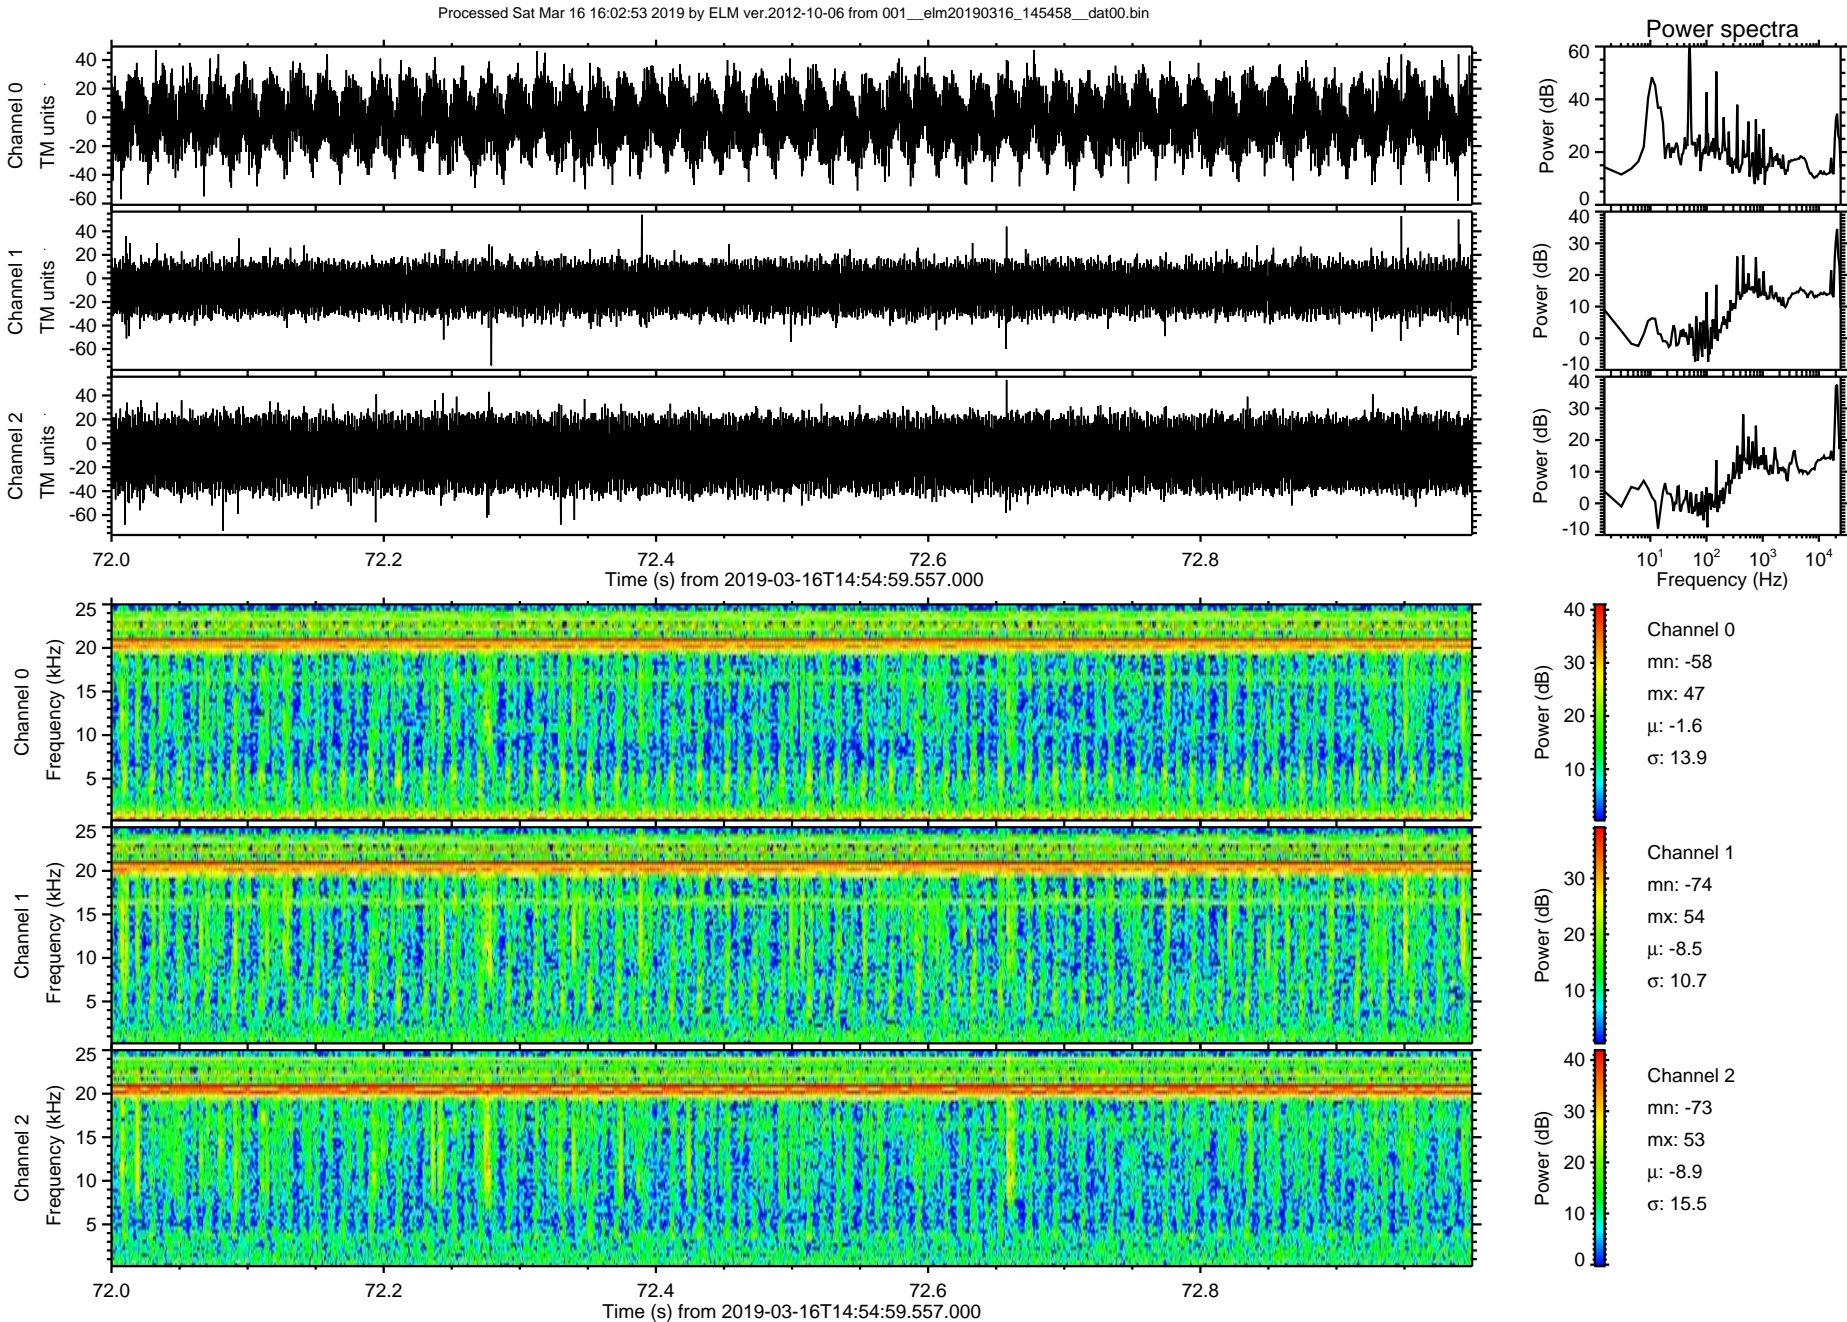 Processed Sat Mar 16 16:02:53 2019 by ELM ver.2012-10-06 from 001__elm20190316_145458__dat00.bin
Power spectra
Channel 0
TM units
40
20
0
-20
-40
-60
Power (dB)
60
40
20
0
Channel 1
TM units
40
20
0
-20
-40
-60
Power (dB)
40
30
20
10
0
-10
Channel 2
TM units
40
20
0
-20
-40
-60
Power (dB)
40
30
20
10
0
-10
72.0 72.2 72.4 72.6 72.8
Time (s) from 2019-03-16T14:54:59.557.000
10¹ 10² 10³ 10⁴
Frequency (Hz)
Channel 0
Frequency (kHz)
25
20
15
10
5
Power (dB)
40
30
20
10
Channel 0
mn: -58
mx: 47
μ: -1.6
σ: 13.9
Channel 1
Frequency (kHz)
25
20
15
10
5
Power (dB)
30
20
10
Channel 1
mn: -74
mx: 54
μ: -8.5
σ: 10.7
Channel 2
Frequency (kHz)
25
20
15
10
5
Power (dB)
40
30
20
10
0
Channel 2
mn: -73
mx: 53
μ: -8.9
σ: 15.5
72.0 72.2 72.4 72.6 72.8
Time (s) from 2019-03-16T14:54:59.557.000